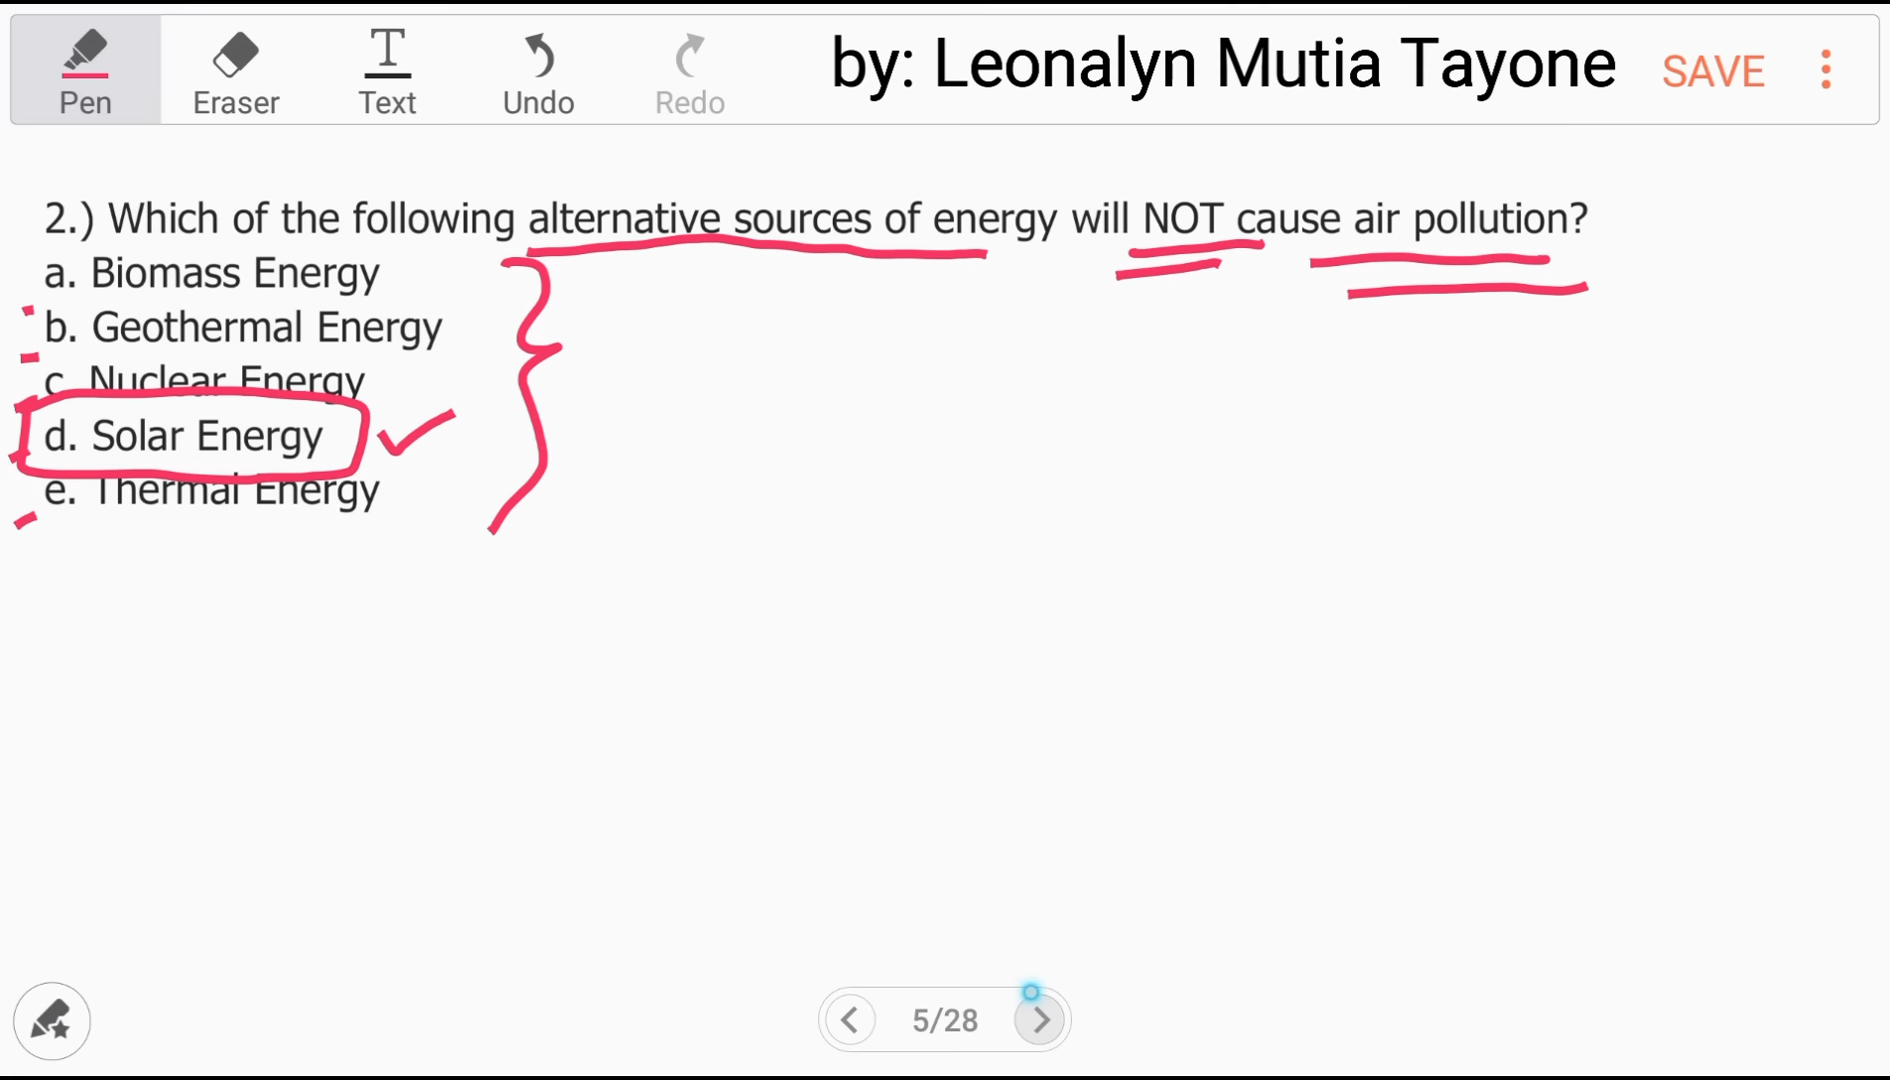 Pen
Eraser
Text
Undo
Redo
by: Leonalyn Mutia Tayone
SAVE
2.) Which of the following alternative sources of energy will NOT cause air pollution?
a. Biomass Energy
b. Geothermal Energy
c. Nuclear Energy
d. Solar Energy
e. Thermal Energy
5/28